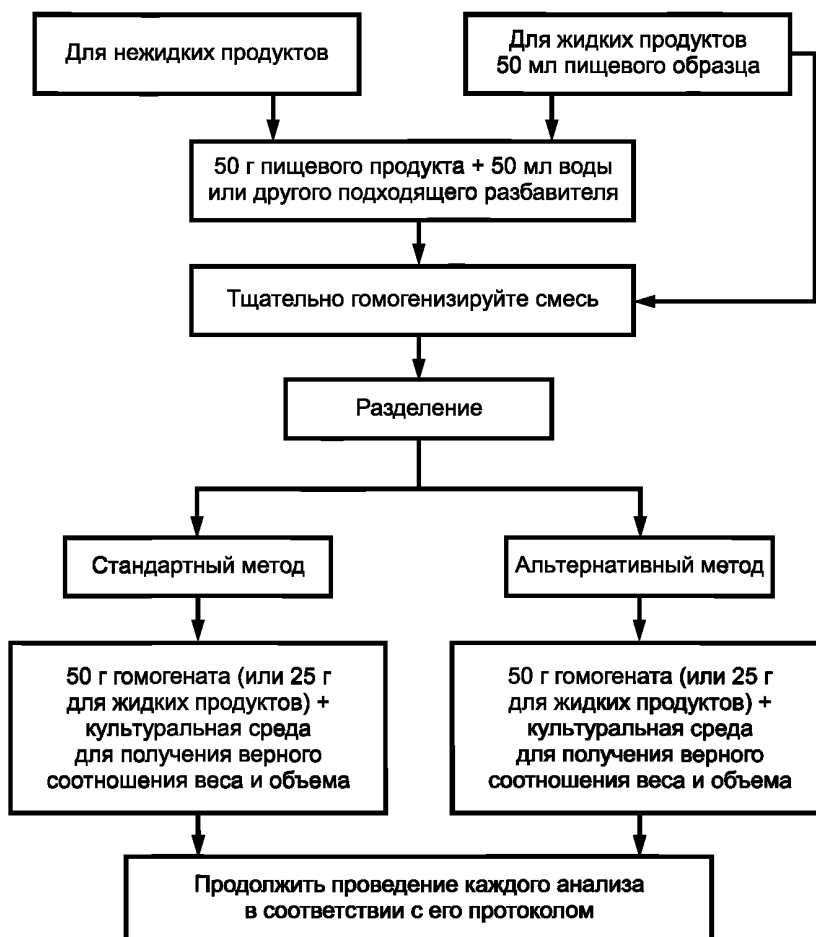 Для нежидких продуктов
Для жидких продуктов
50 мл пищевого образца
50 г пищевого продукта + 50 мл воды
или другого подходящего разбавителя
Тщательно гомогенизируйте смесь
Разделение
Стандартный метод
Альтернативный метод
50 г гомогената (или 25 г
для жидких продуктов) +
культуральная среда
для получения верного
соотношения веса и объема
50 г гомогената (или 25 г
для жидких продуктов) +
культуральная среда
для получения верного
соотношения веса и объема
Продолжить проведение каждого анализа
в соответствии с его протоколом